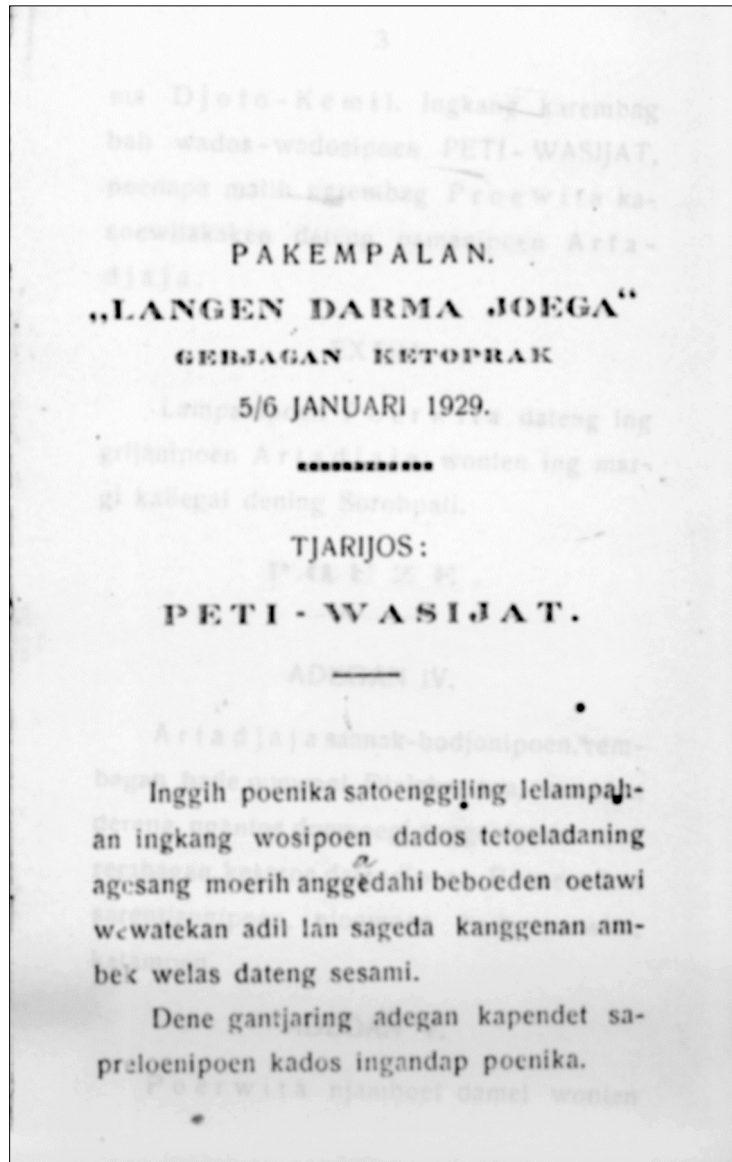 PAKEMPALAN.
„LANGEN DARMA JOEGA“
GEBJAGAN KETOPRAK
5/6 JANUARI 1929.
TJARIJOS:
PETI-WASIJAT.
Inggih poenika satoenggiling lelampah-
an ingkang wosipoen dados tetoeladaning
agesang moerih anggedahi beboeden oetawi
wewatekan adil lan sageda kanggenan am-
bek welas dateng sesami.
Dene gantjaring adegan kapendet sa-
preloenipoen kados ingandap poenika.